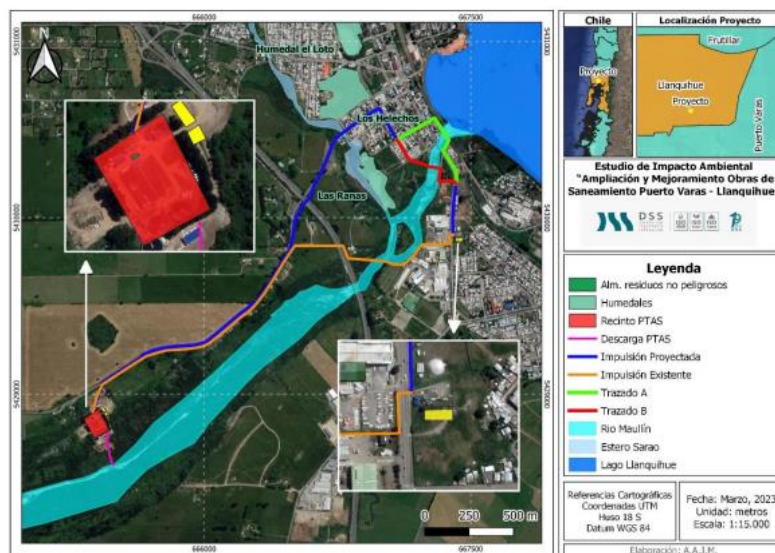 666000
667500
5431000
5431000
Humedal el Loto
Los Helechos
Las Ranas
5430000
5430000
5429000
5429000
0 250 500 m
666000
667500
Chile
Proyecto
Localización Proyecto
Frutillar
Llanquihue
Proyecto
Puerto Varas
Estudio de Impacto Ambiental
"Ampliación y Mejoramiento Obras de
Saneamiento Puerto Varas - Llanquihue
DSS
Leyenda
Alm. residuos no peligrosos
Humedales
Recinto PTAS
Descarga PTAS
Impulsión Proyectada
Impulsión Existente
Trazado A
Trazado B
Rio Maullín
Estero Sarao
Lago Llanquihue
Referencias Cartográficas
Coordenadas UTM
Huso 18 S
Datum WGS 84
Fecha: Marzo, 2023
Unidad: metros
Escala: 1:15.000
Elaboración: A.A.J.M.